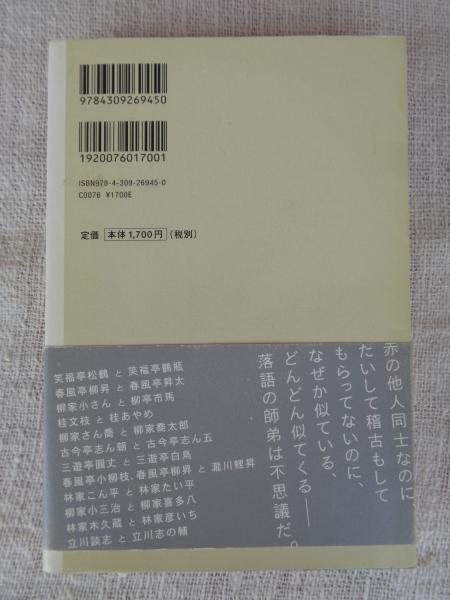 9784309269450
1920076017001
ISBN978-4-309-26945-0
C0076 ¥1700E
定価 本体1,700円(税別)
赤の他人同士なのに
たいして稽古もして
もらってないのに、
なぜか似ている、
どんどん似てくる――
落語の師弟は不思議だ。
笑福亭松鶴 と 笑福亭鶴瓶
春風亭柳昇 と 春風亭昇太
柳家小さん と 柳亭市馬
桂文枝 と 桂あやめ
柳家さん喬 と 柳家喬太郎
古今亭志ん朝 と 古今亭志ん五
三遊亭圓丈 と 三遊亭白鳥
春風亭小柳枝、春風亭柳昇 と 瀧川鯉昇
林家こん平 と 林家たい平
柳家小三治 と 柳家喜多八
林家木久蔵 と 林家彦いち
立川談志 と 立川志の輔